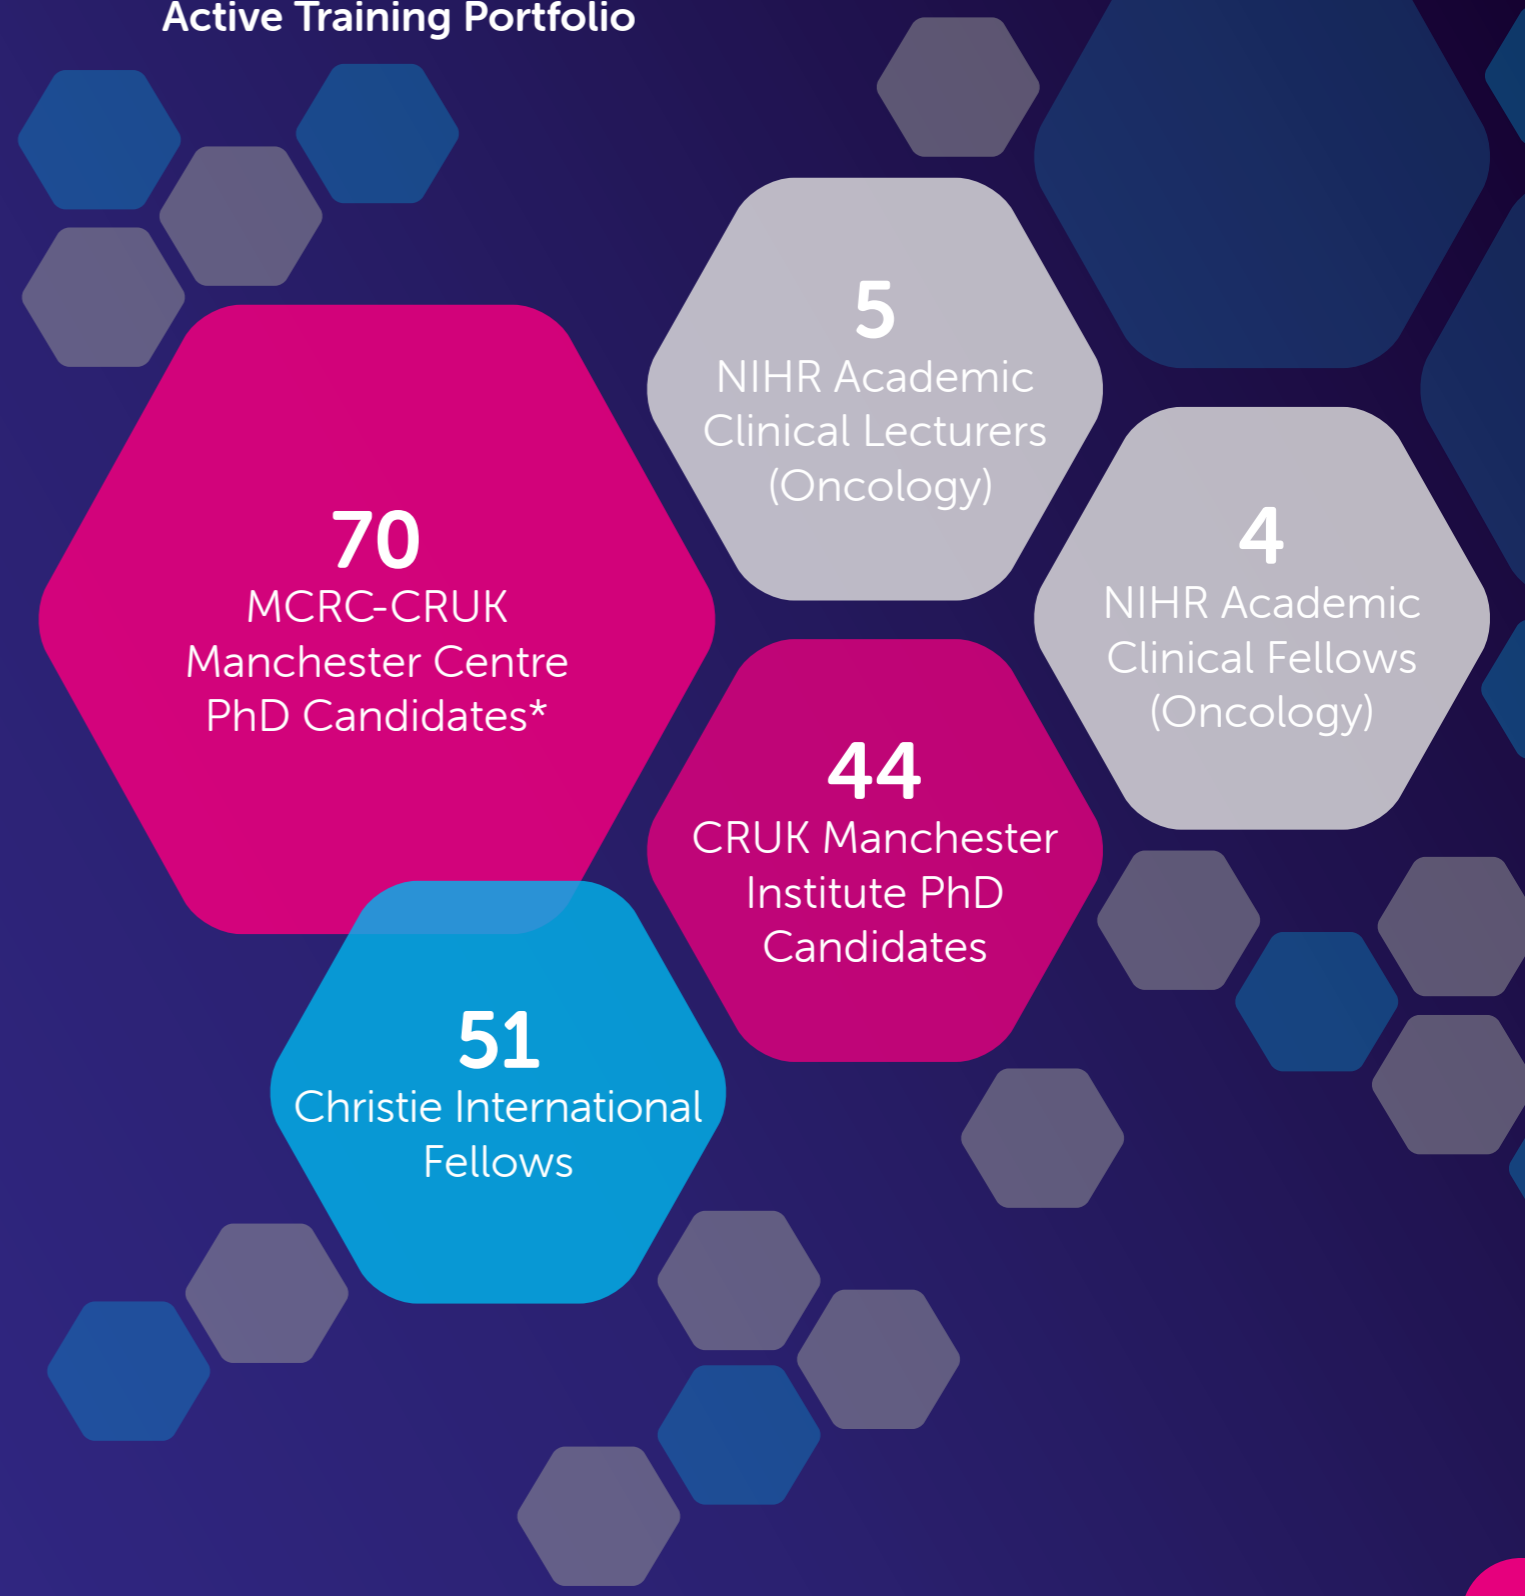 Active Training Portfolio
5
NIHR Academic
Clinical Lecturers
(Oncology)
70
MCRC-CRUK
Manchester Centre
PhD Candidates*
4
NIHR Academic
Clinical Fellows
(Oncology)
44
CRUK Manchester
Institute PhD
Candidates
51
Christie International
Fellows